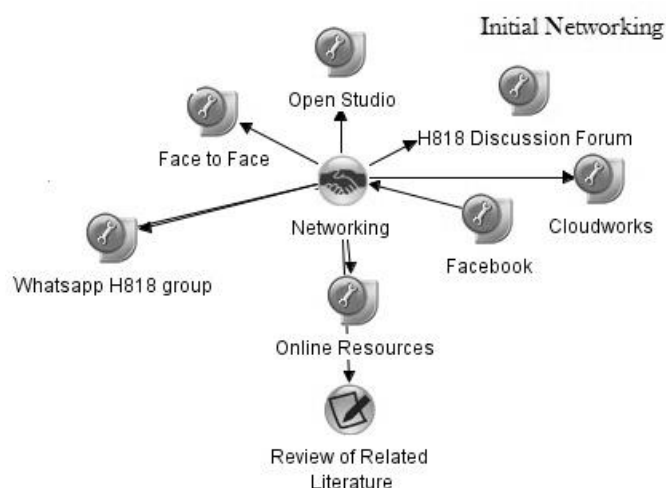 Initial Networking
Open Studio
H818 Discussion Forum
Face to Face
Cloudworks
Networking
Facebook
Whatsapp H818 group
Online Resources
Review of Related
Literature